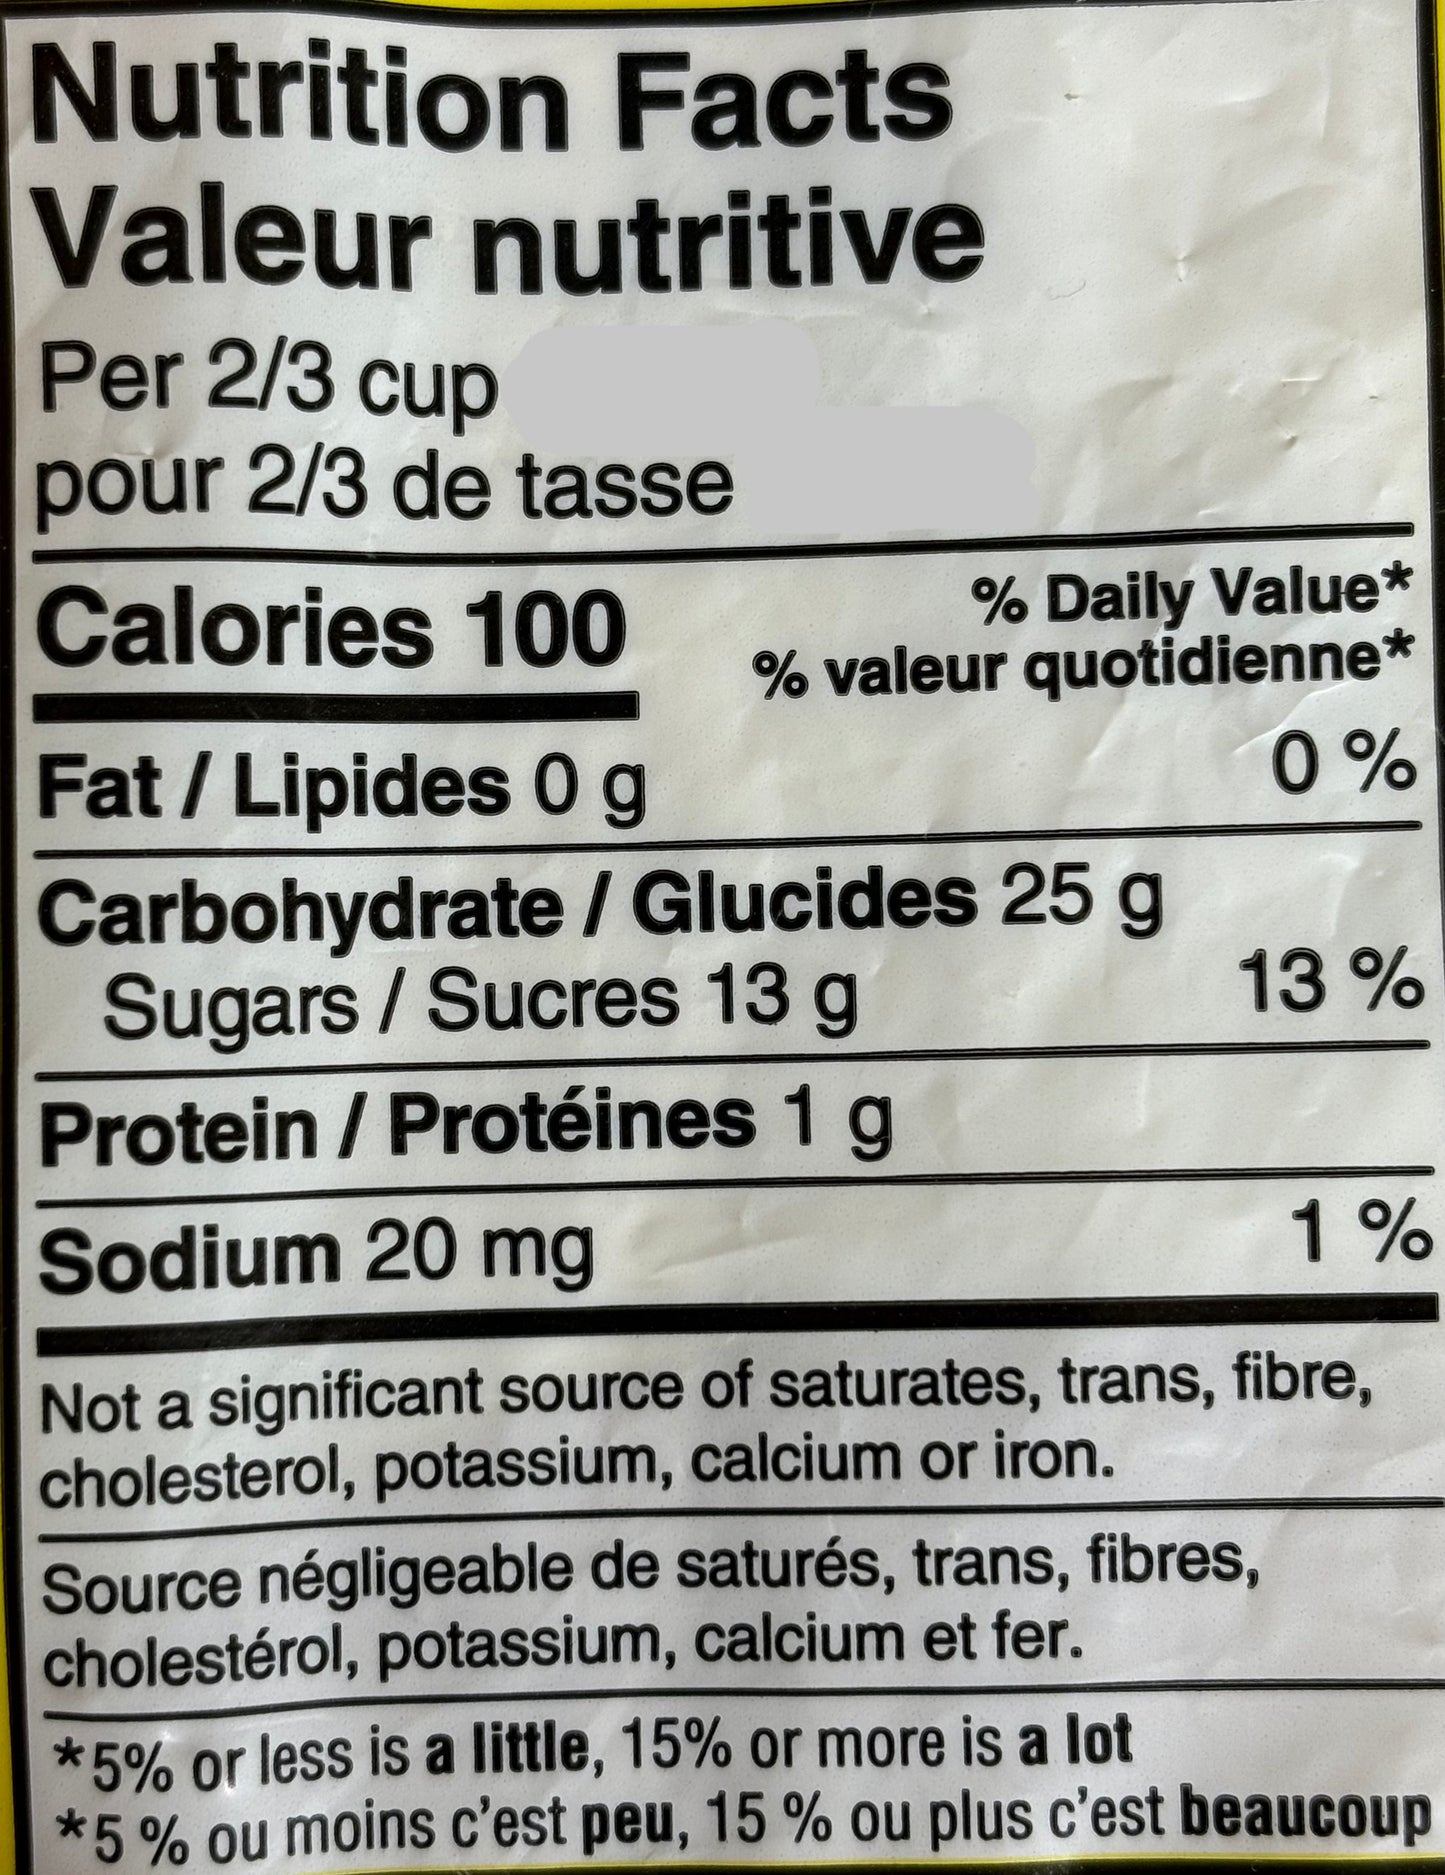 Nutrition Facts
Valeur nutritive
Per 2/3 cup
pour 2/3 de tasse
Calories 100
% Daily Value*
% valeur quotidienne*
Fat / Lipides 0 g 0 %
Carbohydrate / Glucides 25 g
Sugars / Sucres 13 g 13 %
Protein / Protéines 1 g
Sodium 20 mg 1 %
Not a significant source of saturates, trans, fibre,
cholesterol, potassium, calcium or iron.
Source négligeable de saturés, trans, fibres,
cholestérol, potassium, calcium et fer.
*5% or less is a little, 15% or more is a lot
*5 % ou moins c'est peu, 15 % ou plus c'est beaucoup